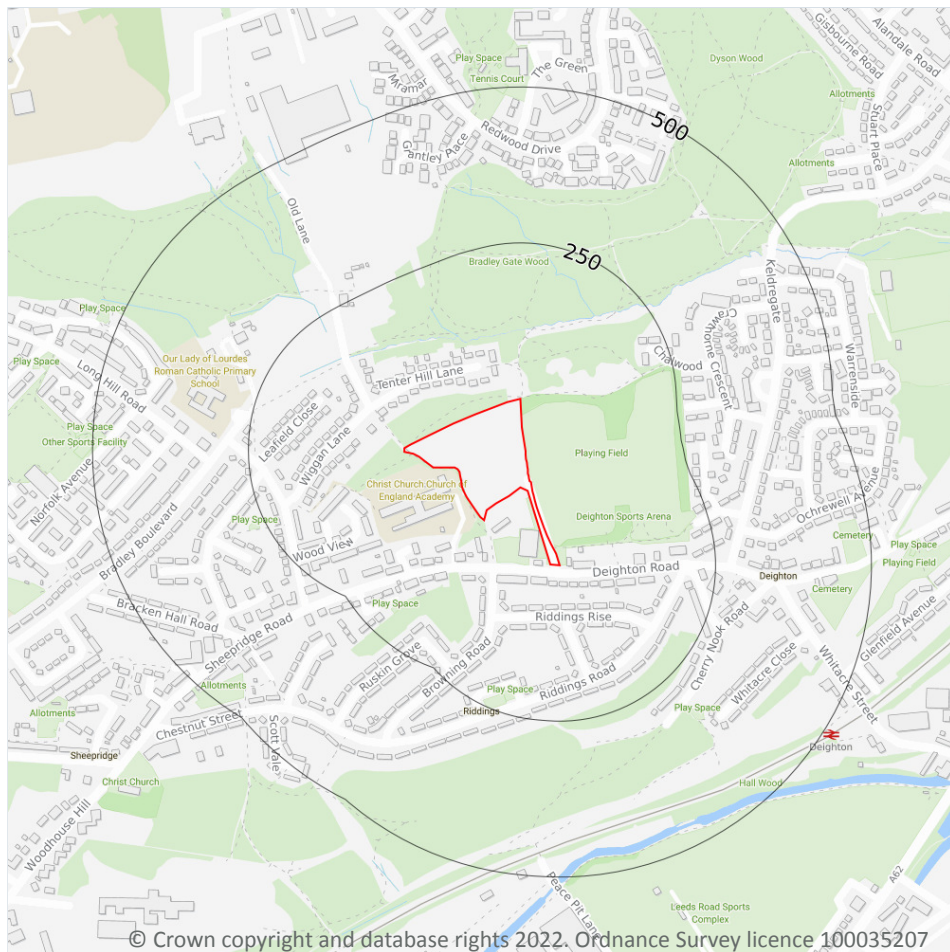 Play Space
Tennis Court
The Green
Miramar
Dyson Wood
Gisbourne Road
Alandale Road
Allotments
Stuart Place
500
Redwood Drive
Grantley Place
Allotments
Old Lane
250
Bradley Gate Wood
Keldregate
Play Space
Play Space
Long Hill Road
Our Lady of Lourdes
Roman Catholic Primary
School
Tenter Hill Lane
Chalwood
Cawthorne Crescent
Warrenside
Play Space
Other Sports Facility
Leafield Close
Wiggan Lane
Norfolk Avenue
Playing Field
Christ Church Church of
England Academy
Ochrewell Avenue
Play Space
Bradley Boulevard
Deighton Sports Arena
Cemetery
Wood View
Play Space
Playing Field
Deighton Road
Deighton
Cemetery
Bracken Hall Road
Play Space
Riddings Rise
Glenfield Avenue
Sheepridge Road
Cherry Nook Road
Whitacre Close
Whitacre Street
Ruskin Grove
Browning Road
Allotments
Play Space
Riddings Road
Allotments
Chestnut Street
Riddings
Play Space
Scott Vale
Deighton
Sheepridge
Christ Church
Hall Wood
Woodhouse Hill
A62
Peace Pit Lane
Leeds Road Sports
Complex
© Crown copyright and database rights 2022. Ordnance Survey licence 100035207